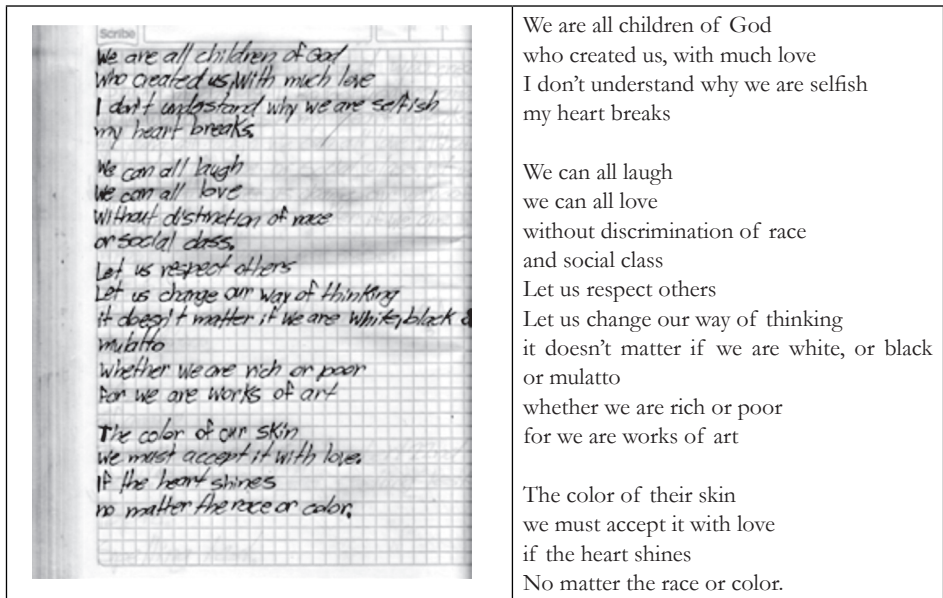 Scribe
We are all children of God
who created us, with much love
I don't understand why we are selfish
my heart breaks.
We can all laugh
We can all love
without distinction of race
or social class.
Let us respect others
Let us change our way of thinking
it doesn't matter if we are white, black
mulatto
whether we are rich or poor
for we are works of art
The color of our skin
we must accept it with love.
If the heart shines
no matter the race or color.
We are all children of God
who created us, with much love
I don't understand why we are selfish
my heart breaks
We can all laugh
we can all love
without discrimination of race
and social class
Let us respect others
Let us change our way of thinking
it doesn't matter if we are white, or black
or mulatto
whether we are rich or poor
for we are works of art
The color of their skin
we must accept it with love
if the heart shines
No matter the race or color.